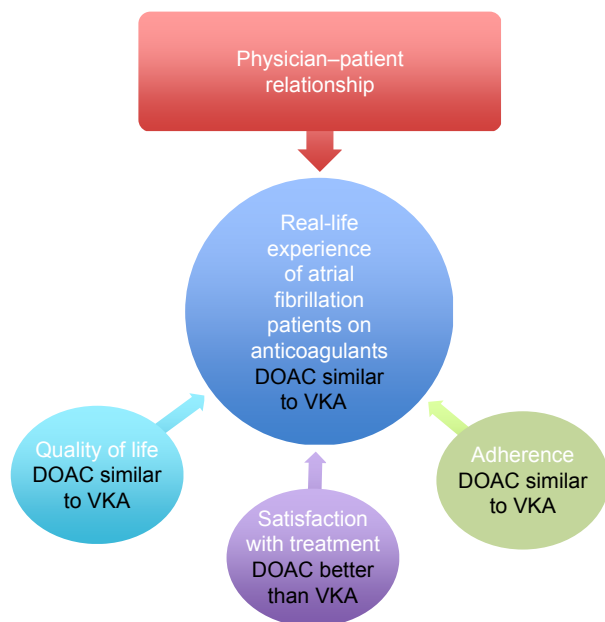 Physician–patient
relationship
Real-life
experience
of atrial
fibrillation
patients on
anticoagulants
DOAC similar
to VKA
Quality of life
DOAC similar
to VKA
Satisfaction
with treatment
DOAC better
than VKA
Adherence
DOAC similar
to VKA